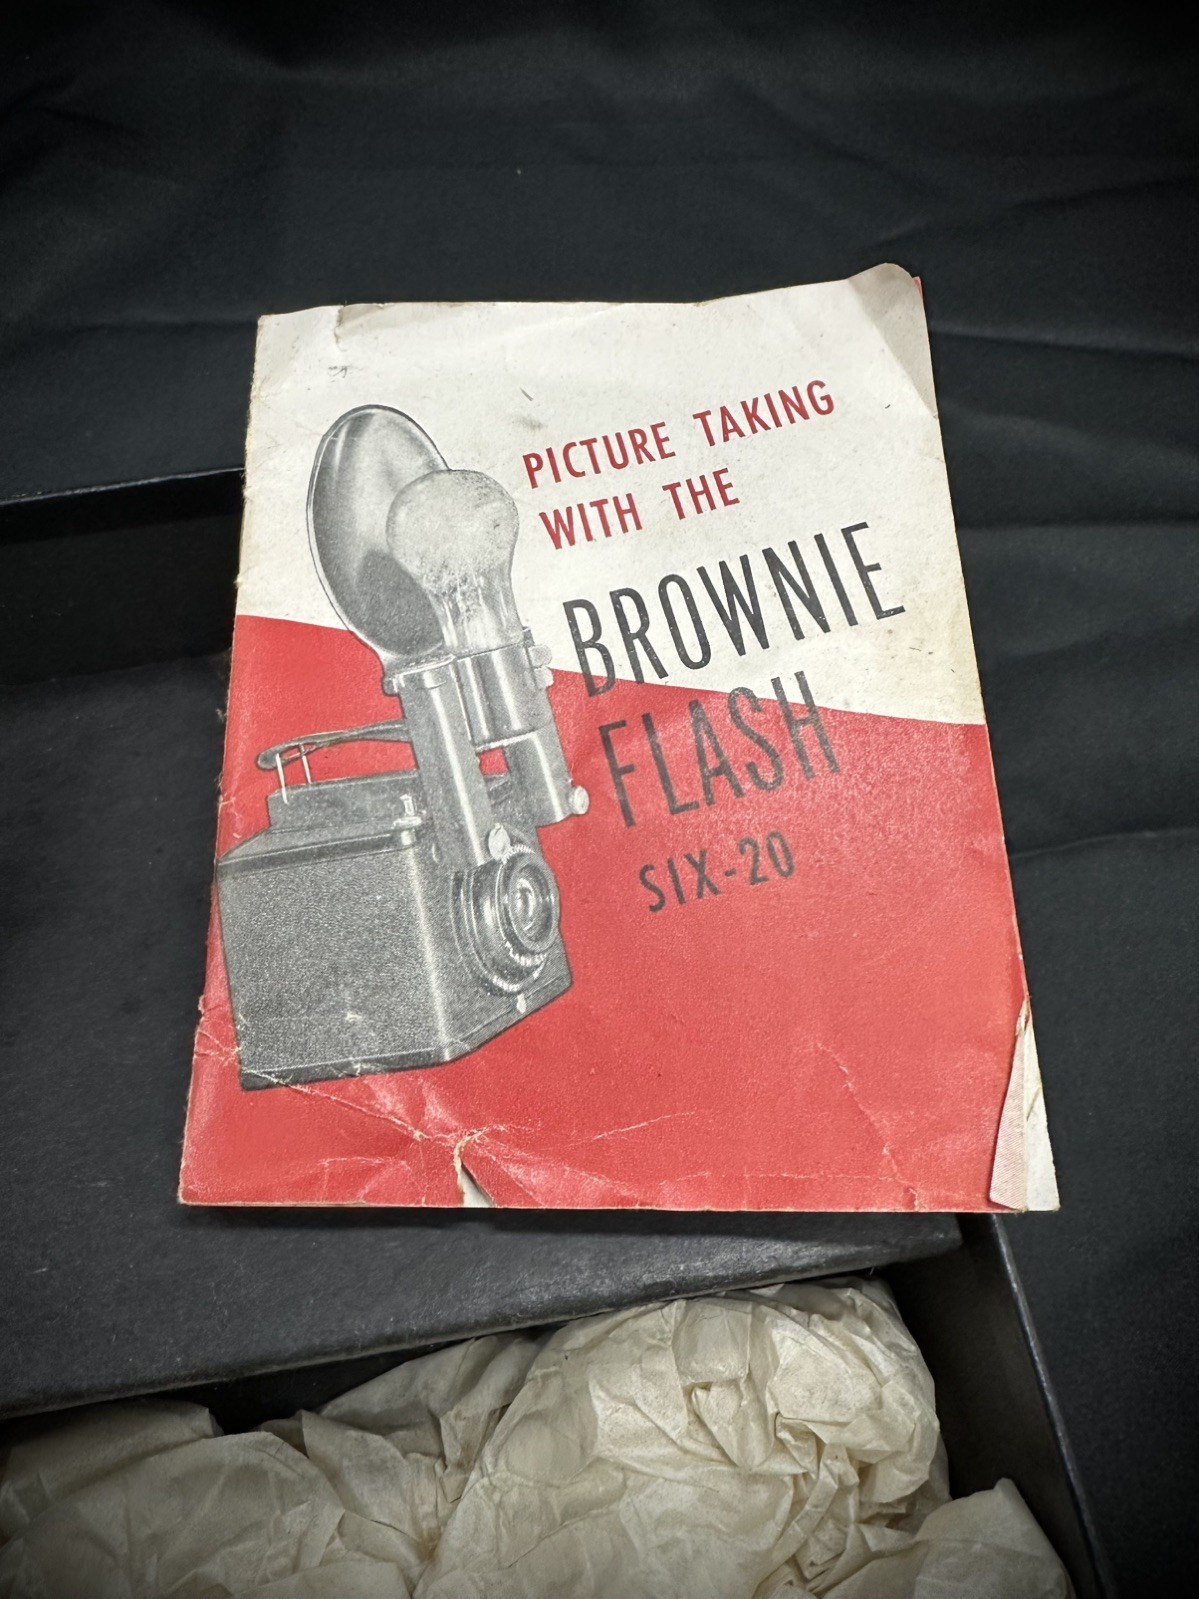 PICTURE TAKING
WITH THE
BROWNIE
FLASH
SIX-20